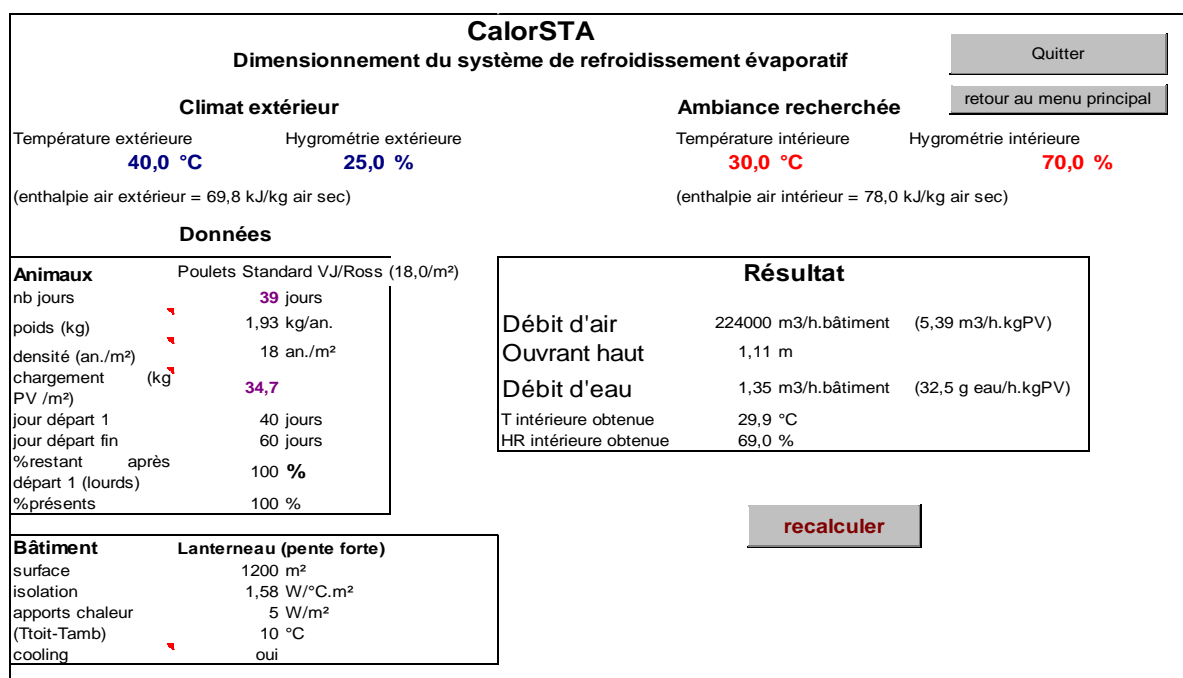 CalorSTA
Dimensionnement du système de refroidissement évaporatif
Quitter
retour au menu principal
Climat extérieur
Ambiance recherchée
Température extérieure Hygrométrie extérieure
Température intérieure Hygrométrie intérieure
40,0 °C 25,0 %
30,0 °C 70,0 %
(enthalpie air extérieur = 69,8 kJ/kg air sec)
(enthalpie air intérieur = 78,0 kJ/kg air sec)
Données
Animaux Poulets Standard VJ/Ross (18,0/m²)
nb jours 39 jours
poids (kg) 1,93 kg/an.
densité (an./m²) 18 an./m²
chargement (kg
PV /m²) 34,7
jour départ 1 40 jours
jour départ fin 60 jours
%restant après
départ 1 (lourds) 100 %
%présents 100 %
Résultat
Débit d'air 224000 m3/h.bâtiment (5,39 m3/h.kgPV)
Ouvrant haut 1,11 m
Débit d'eau 1,35 m3/h.bâtiment (32,5 g eau/h.kgPV)
T intérieure obtenue 29,9 °C
HR intérieure obtenue 69,0 %
recalculer
Bâtiment Lanterneau (pente forte)
surface 1200 m²
isolation 1,58 W/°C.m²
apports chaleur 5 W/m²
(Ttoit-Tamb) 10 °C
cooling oui